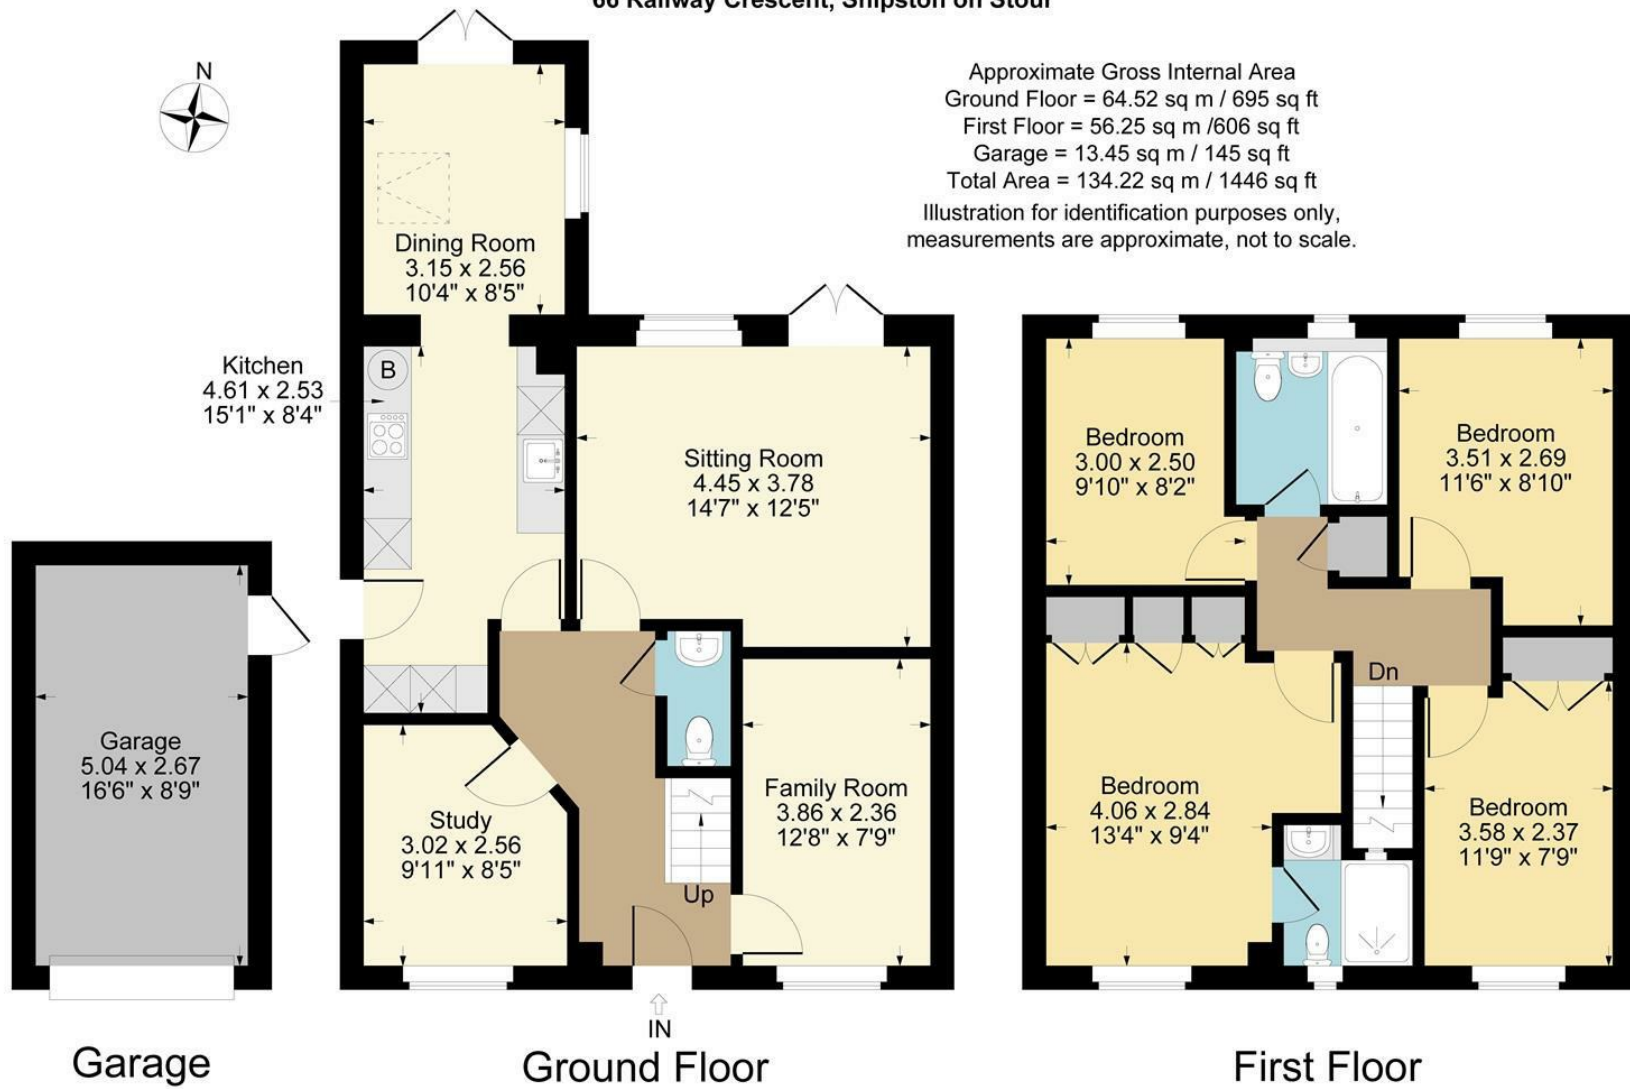 66 Railway Crescent, Shipston on Stour
N
Approximate Gross Internal Area
Ground Floor = 64.52 sq m / 695 sq ft
First Floor = 56.25 sq m /606 sq ft
Garage = 13.45 sq m / 145 sq ft
Total Area = 134.22 sq m / 1446 sq ft
Illustration for identification purposes only,
measurements are approximate, not to scale.
Dining Room
3.15 x 2.56
10'4" x 8'5"
Kitchen
4.61 x 2.53
15'1" x 8'4"
B
Sitting Room
4.45 x 3.78
14'7" x 12'5"
Garage
5.04 x 2.67
16'6" x 8'9"
Study
3.02 x 2.56
9'11" x 8'5"
Family Room
3.86 x 2.36
12'8" x 7'9"
Up
IN
Bedroom
3.00 x 2.50
9'10" x 8'2"
Bedroom
3.51 x 2.69
11'6" x 8'10"
Dn
Bedroom
4.06 x 2.84
13'4" x 9'4"
Bedroom
3.58 x 2.37
11'9" x 7'9"
Garage
Ground Floor
First Floor